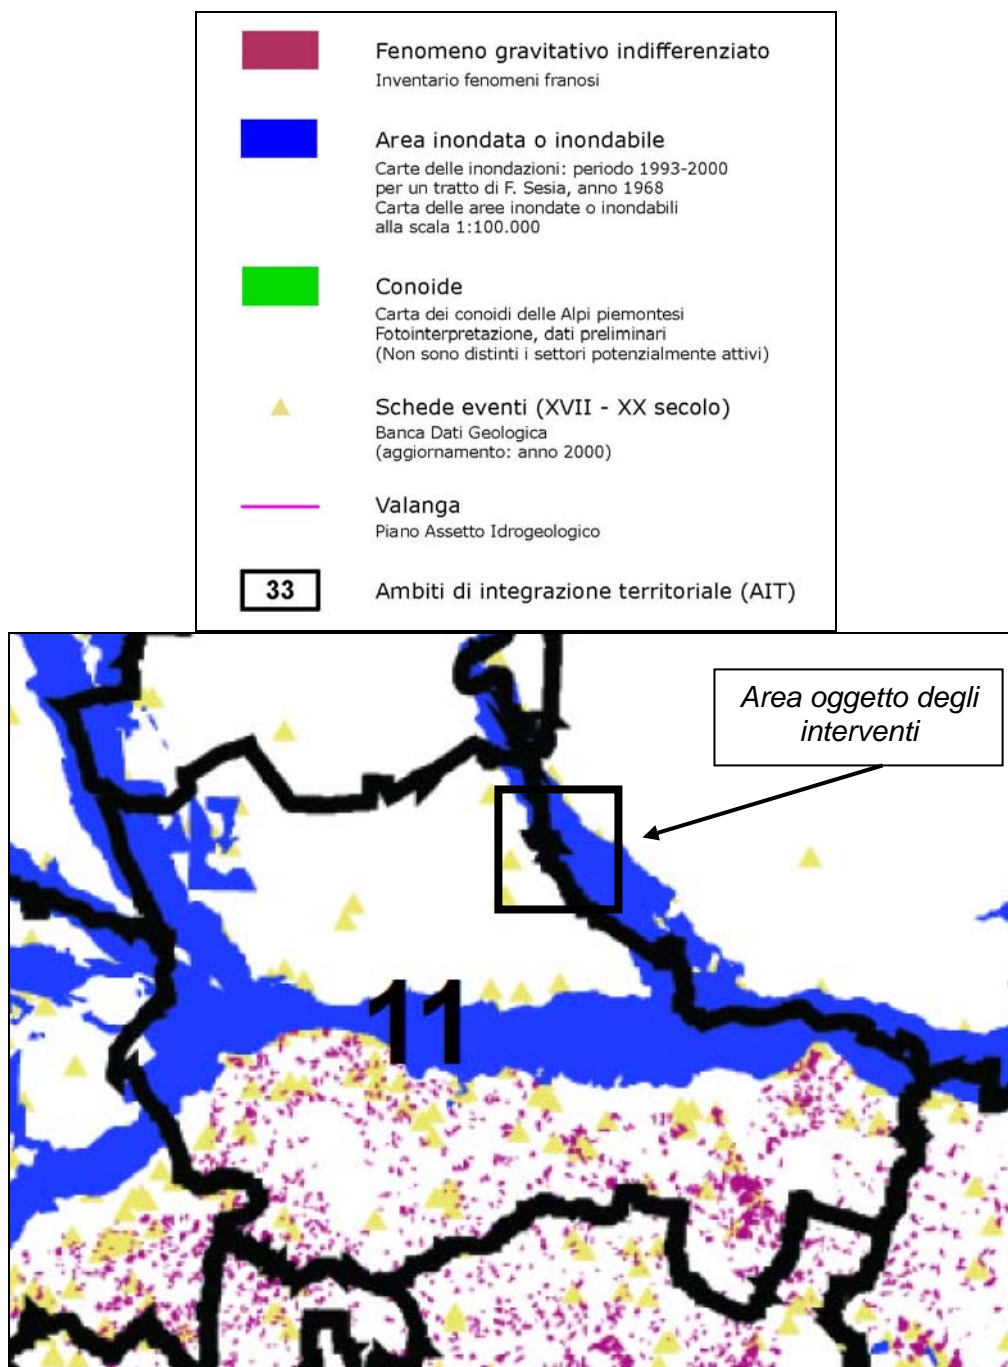 Fenomeno gravitativo indifferenziato
Inventario fenomeni franosi
Area inondata o inondabile
Carte delle inondazioni: periodo 1993-2000
per un tratto di F. Sesia, anno 1968
Carta delle aree inondate o inondabili
alla scala 1:100.000
Conoide
Carta dei conoidi delle Alpi piemontesi
Fotointerpretazione, dati preliminari
(Non sono distinti i settori potenzialmente attivi)
Schede eventi (XVII - XX secolo)
Banca Dati Geologica
(aggiornamento: anno 2000)
Valanga
Piano Assetto Idrogeologico
33
Ambiti di integrazione territoriale (AIT)
Area oggetto degli
interventi
11